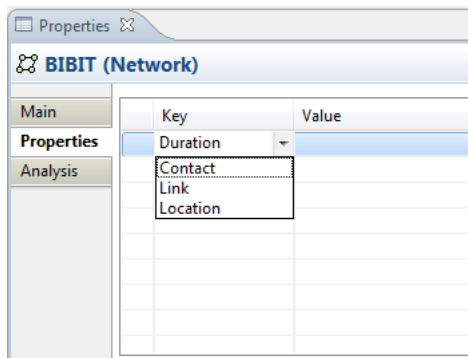 Properties
BIBIT (Network)
Main
Key Value
Properties
Duration
Analysis
Contact
Link
Location